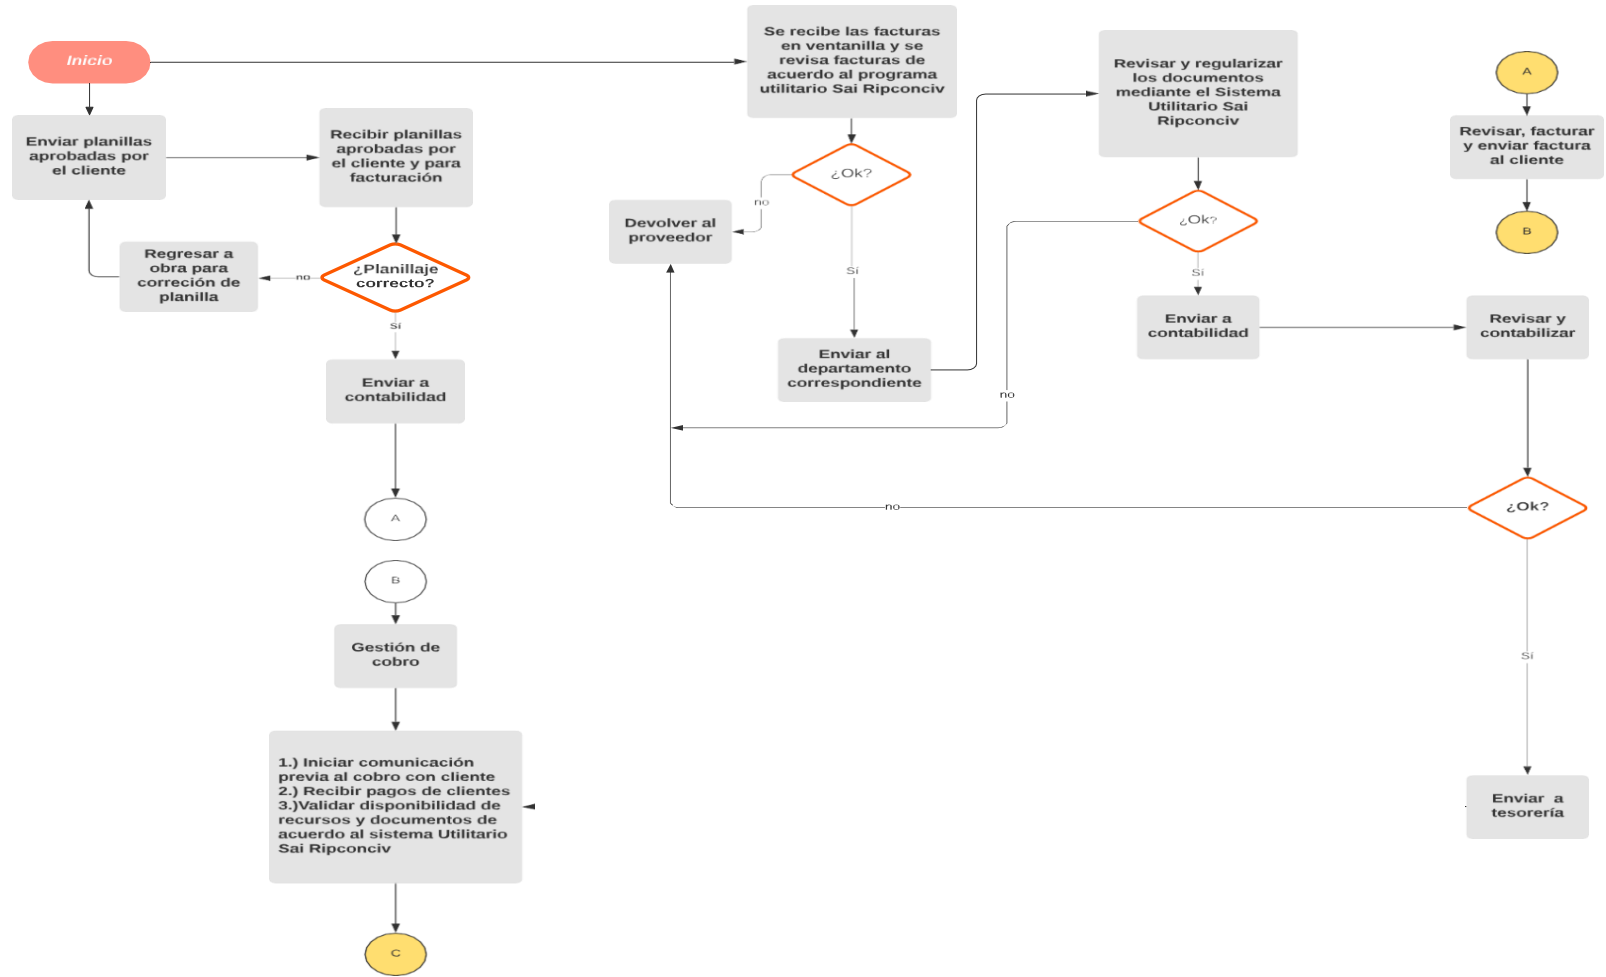 Inicio
Enviar planillas
aprobadas por
el cliente
Recibir planillas
aprobadas por
el cliente y para
facturación
Regresar a
obra para
correción de
planilla
no
¿Planillaje
correcto?
Sí
Enviar a
contabilidad
A
B
Gestión de
cobro
1.) Iniciar comunicación
previa al cobro con cliente
2.) Recibir pagos de clientes
3.)Validar disponibilidad de
recursos y documentos de
acuerdo al sistema Utilitario
Sai Ripconciv
C
Se recibe las facturas
en ventanilla y se
revisa facturas de
acuerdo al programa
utilitario Sai Ripconciv
¿Ok?
no
Devolver al
proveedor
Sí
Enviar al
departamento
correspondiente
Revisar y regularizar
los documentos
mediante el Sistema
Utilitario Sai
Ripconciv
¿Ok?
no
Sí
Enviar a
contabilidad
A
Revisar, facturar
y enviar factura
al cliente
B
Revisar y
contabilizar
¿Ok?
no
Sí
Enviar a
tesorería